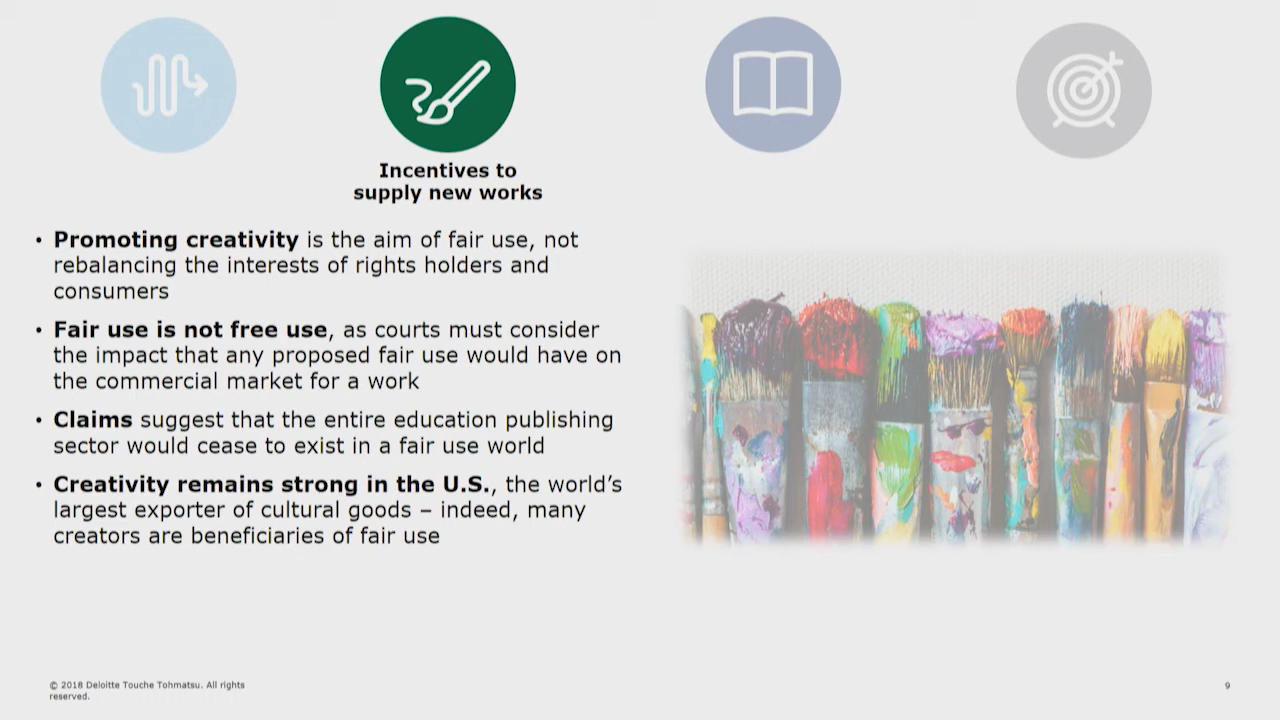 Incentives to
supply new works
• Promoting creativity is the aim of fair use, not
rebalancing the interests of rights holders and
consumers
• Fair use is not free use, as courts must consider
the impact that any proposed fair use would have on
the commercial market for a work
• Claims suggest that the entire education publishing
sector would cease to exist in a fair use world
• Creativity remains strong in the U.S., the world’s
largest exporter of cultural goods – indeed, many
creators are beneficiaries of fair use
© 2018 Deloitte Touche Tohmatsu. All rights
reserved.
9